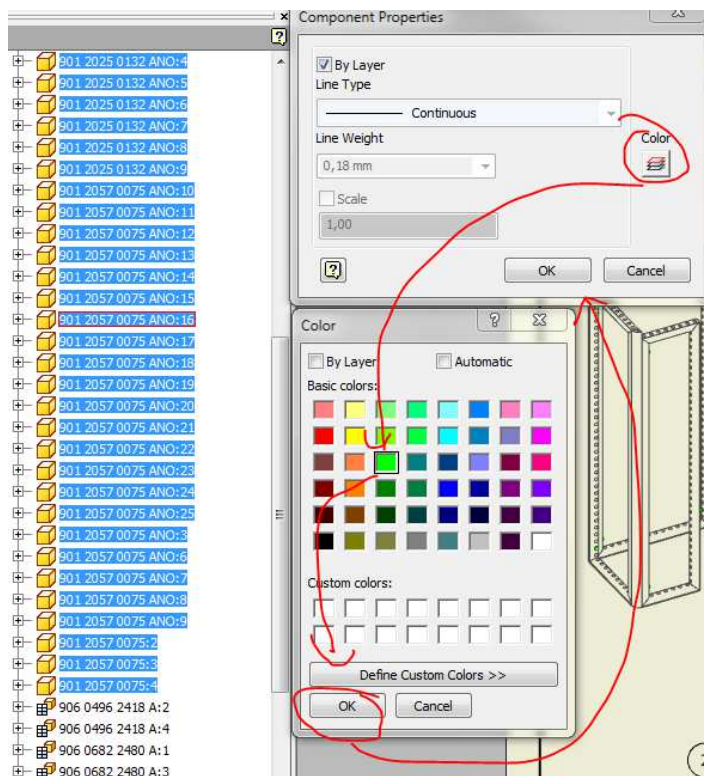 901 2025 0132 ANO:4
901 2025 0132 ANO:5
901 2025 0132 ANO:6
901 2025 0132 ANO:7
901 2025 0132 ANO:8
901 2025 0132 ANO:9
901 2057 0075 ANO:10
901 2057 0075 ANO:11
901 2057 0075 ANO:12
901 2057 0075 ANO:13
901 2057 0075 ANO:14
901 2057 0075 ANO:15
901 2057 0075 ANO:16
901 2057 0075 ANO:17
901 2057 0075 ANO:18
901 2057 0075 ANO:19
901 2057 0075 ANO:20
901 2057 0075 ANO:21
901 2057 0075 ANO:22
901 2057 0075 ANO:23
901 2057 0075 ANO:24
901 2057 0075 ANO:25
901 2057 0075 ANO:3
901 2057 0075 ANO:6
901 2057 0075 ANO:7
901 2057 0075 ANO:8
901 2057 0075 ANO:9
901 2057 0075:2
901 2057 0075:3
901 2057 0075:4
906 0496 2418 A:2
906 0496 2418 A:4
906 0682 2480 A:1
906 0682 2480 A:3
Component Properties
By Layer
Line Type
Continuous
Line Weight
Color
0,18 mm
Scale
1,00
OK Cancel
Color
By Layer Automatic
Basic colors:
Custom colors:
Define Custom Colors >>
OK Cancel
2